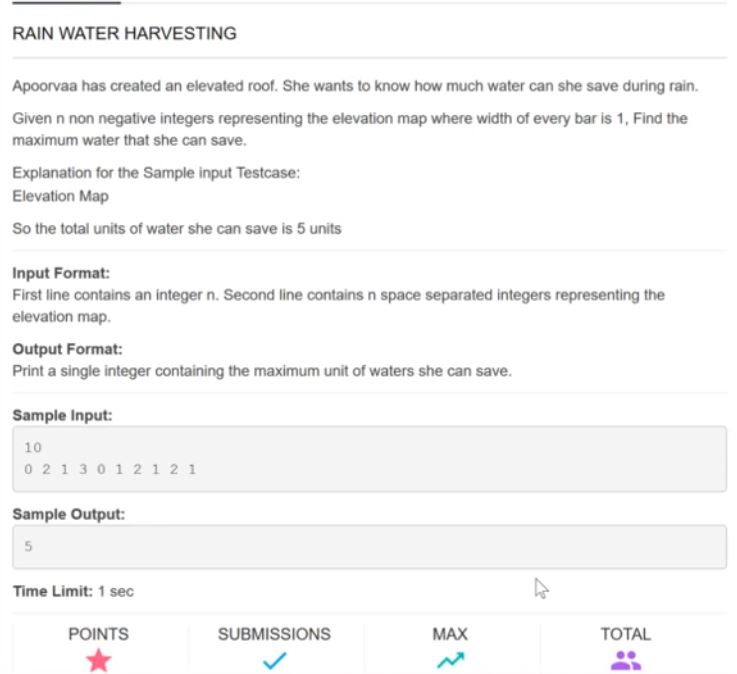 RAIN WATER HARVESTING
Apoorvaa has created an elevated roof. She wants to know how much water can she save during rain.
Given n non negative integers representing the elevation map where width of every bar is 1, Find the
maximum water that she can save.
Explanation for the Sample input Testcase:
Elevation Map
So the total units of water she can save is 5 units
Input Format:
First line contains an integer n. Second line contains n space separated integers representing the
elevation map.
Output Format:
Print a single integer containing the maximum unit of waters she can save.
Sample Input:
10
0 2 1 3 0 1 2 1 2 1
Sample Output:
5
Time Limit: 1 sec
POINTS SUBMISSIONS MAX TOTAL